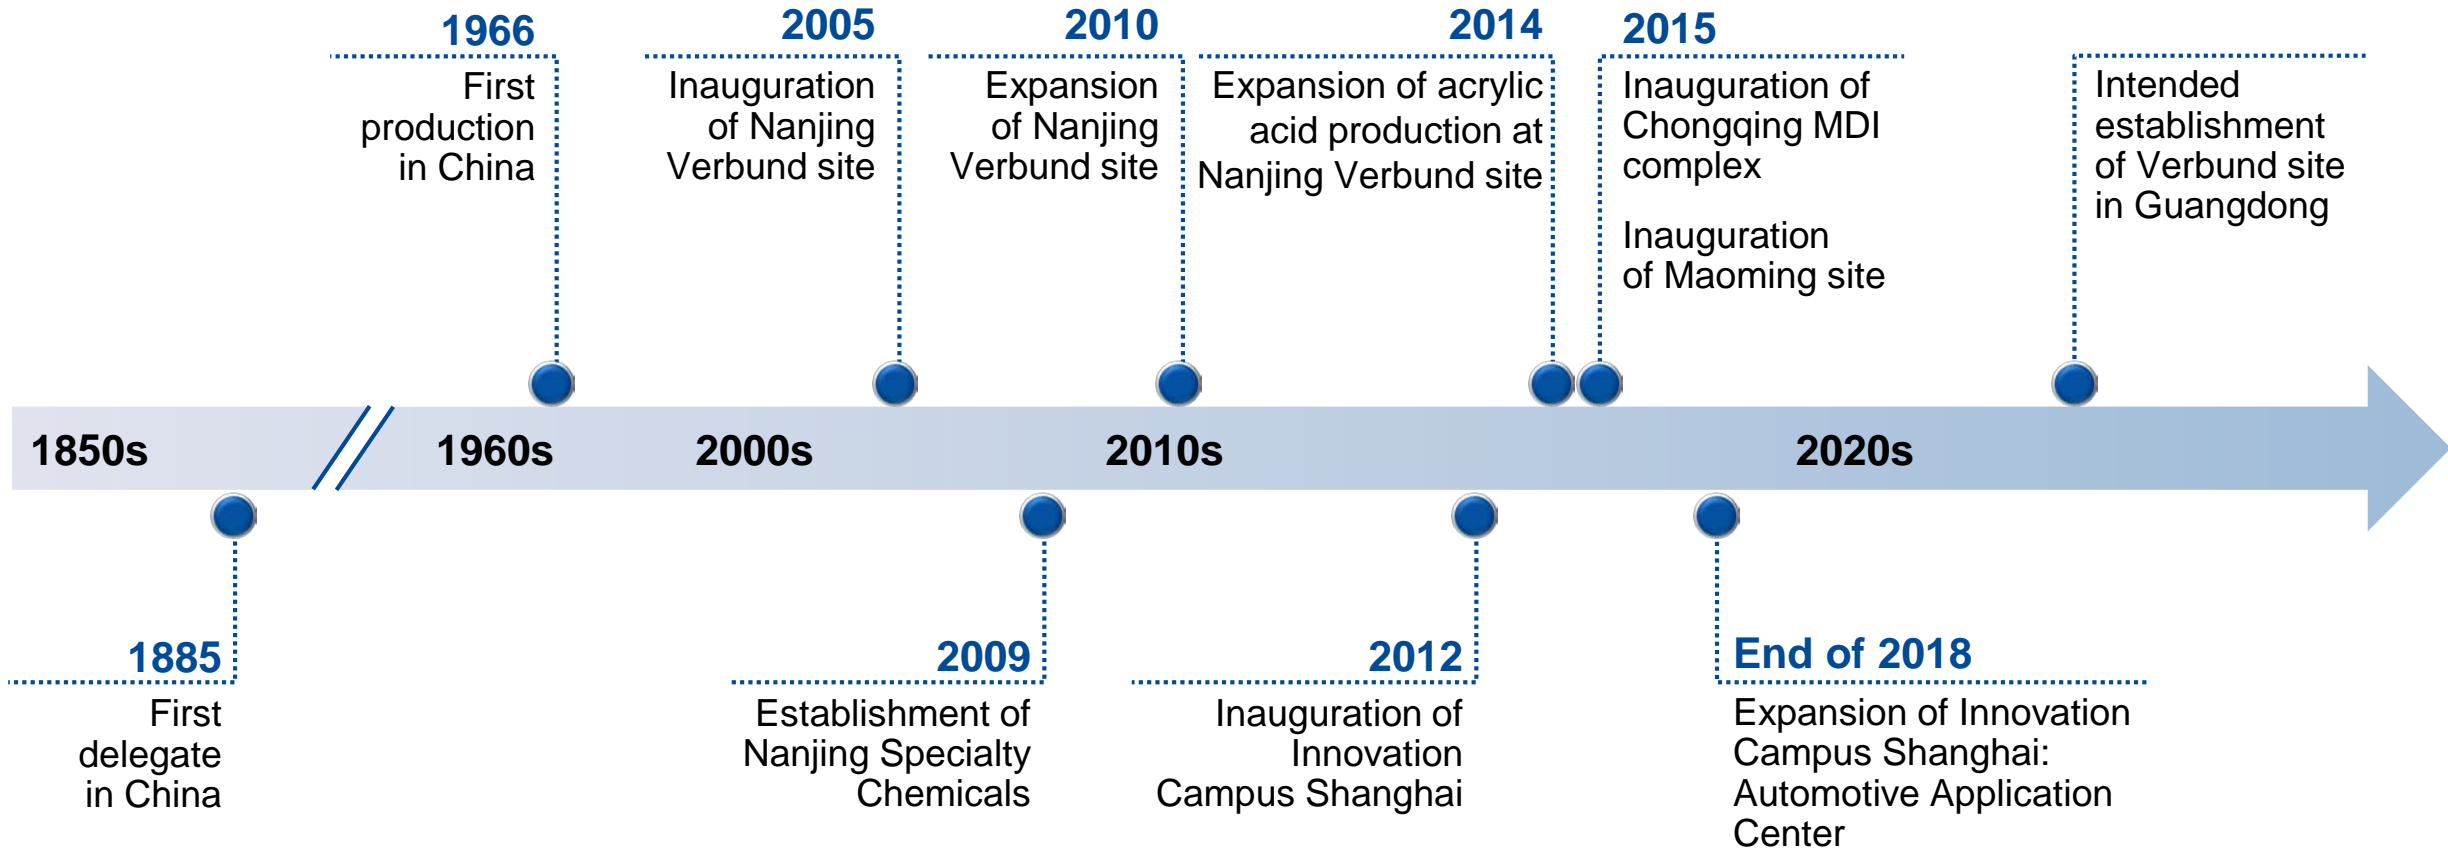 1966
First
production
in China
2005
Inauguration
of Nanjing
Verbund site
2010
Expansion
of Nanjing
Verbund site
2014
Expansion of acrylic
acid production at
Nanjing Verbund site
2015
Inauguration of
Chongqing MDI
complex
Inauguration
of Maoming site
Intended
establishment
of Verbund site
in Guangdong
1850s
1960s
2000s
2010s
2020s
1885
First
delegate
in China
2009
Establishment of
Nanjing Specialty
Chemicals
2012
Inauguration of
Innovation
Campus Shanghai
End of 2018
Expansion of Innovation
Campus Shanghai:
Automotive Application
Center